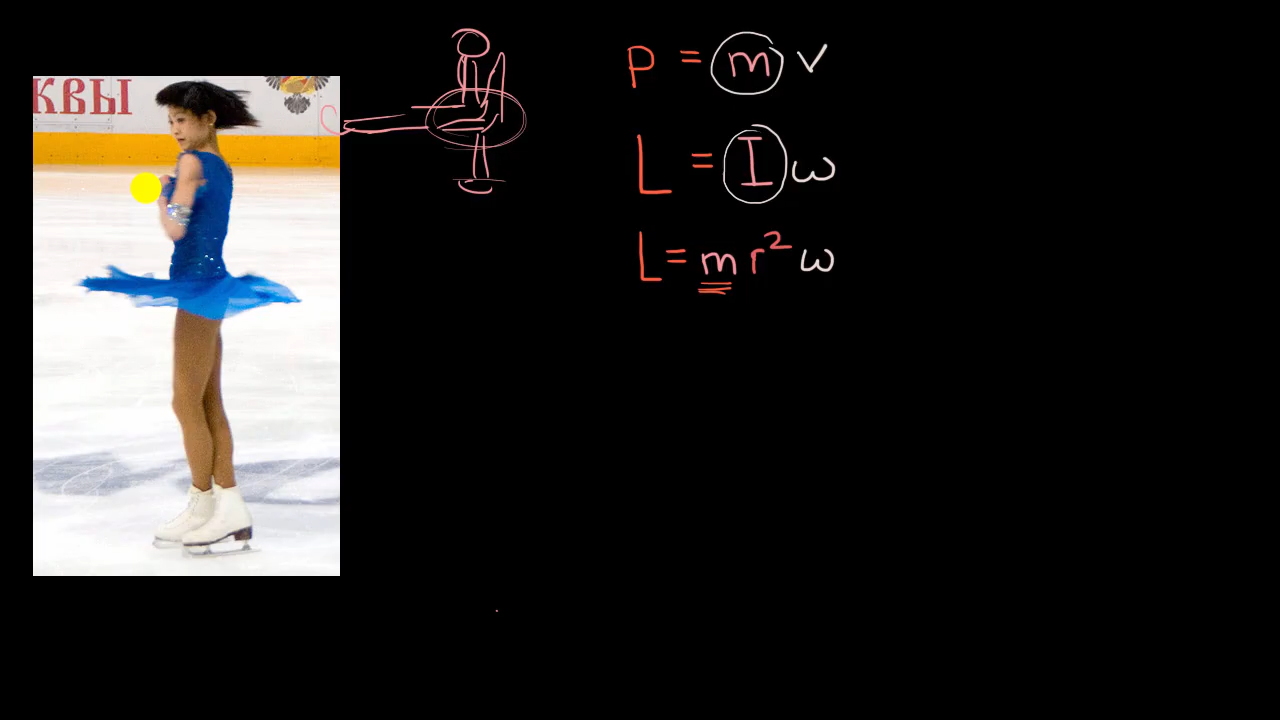 КВЫ
p = m v
L = I ω
L = m r² ω